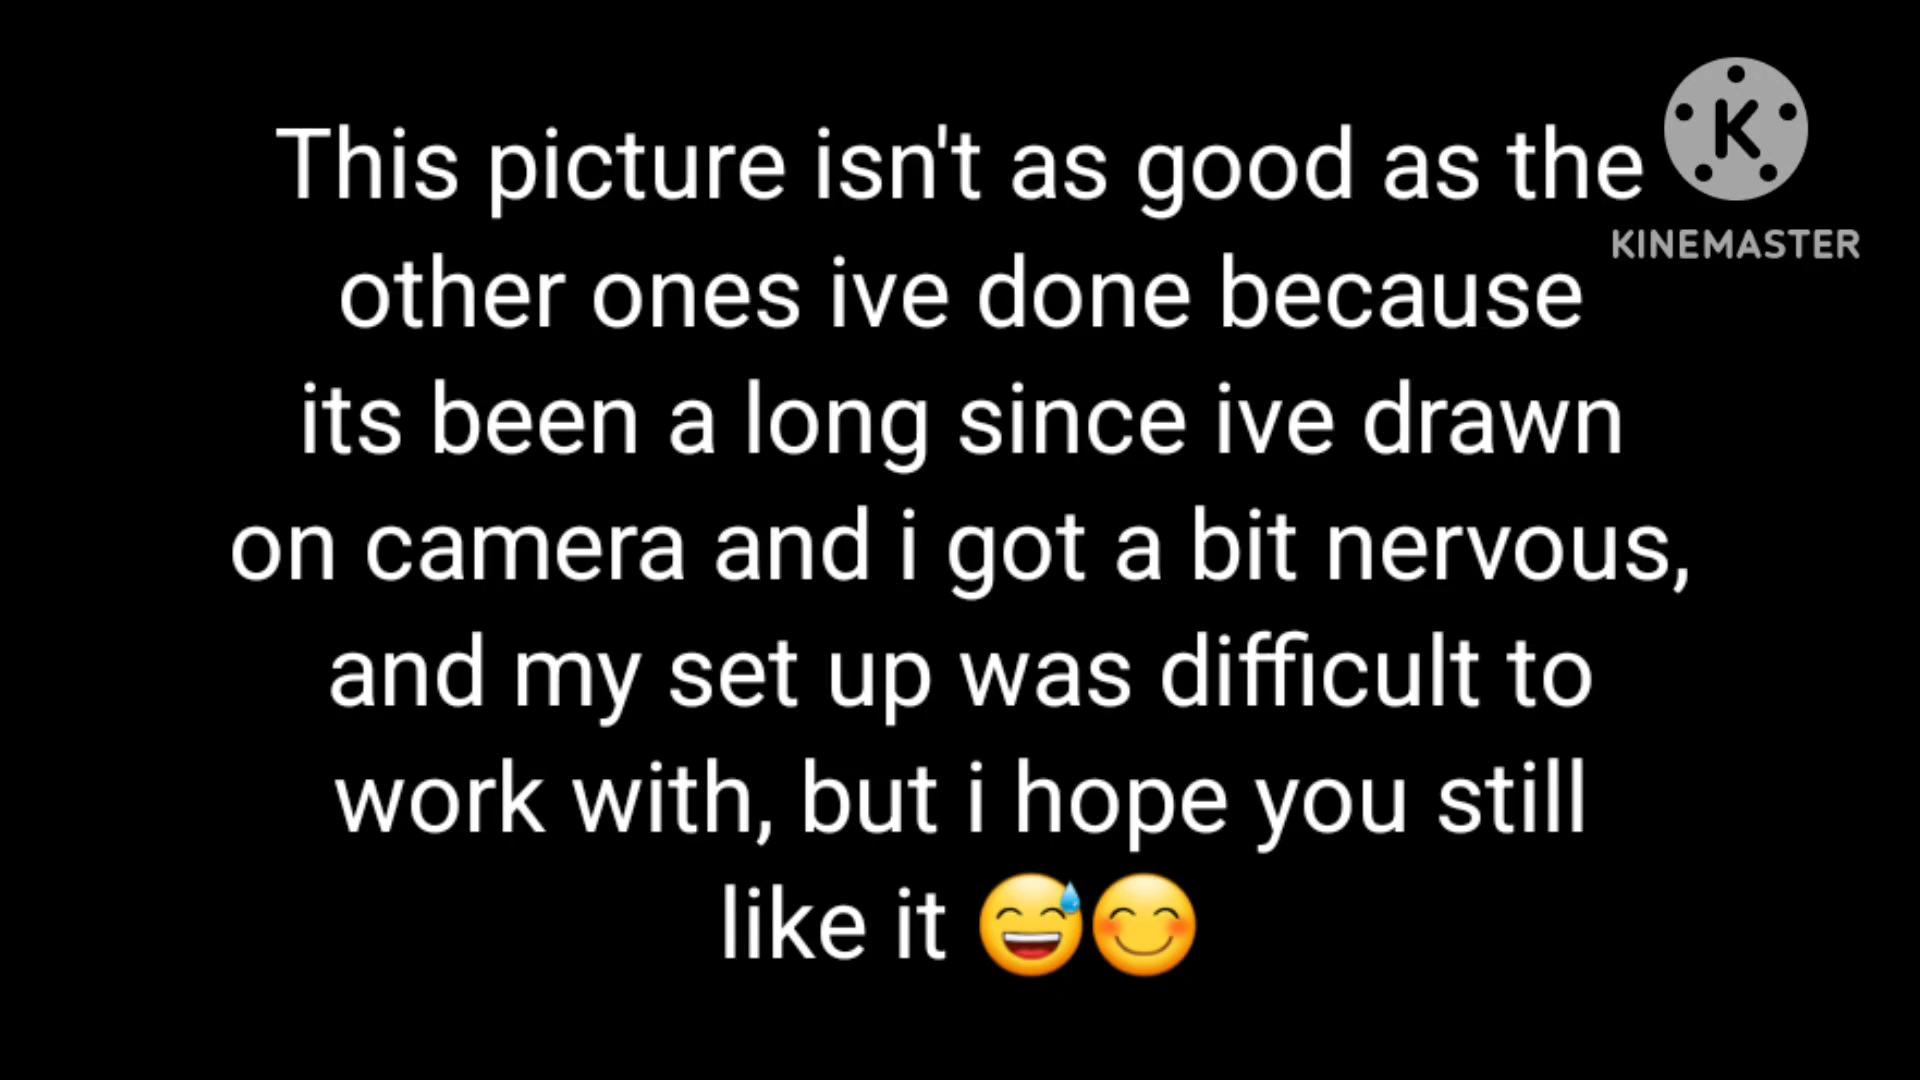 This picture isn't as good as the
other ones ive done because
its been a long since ive drawn
on camera and i got a bit nervous,
and my set up was difficult to
work with, but i hope you still
like it 😅😊
K
KINEMASTER